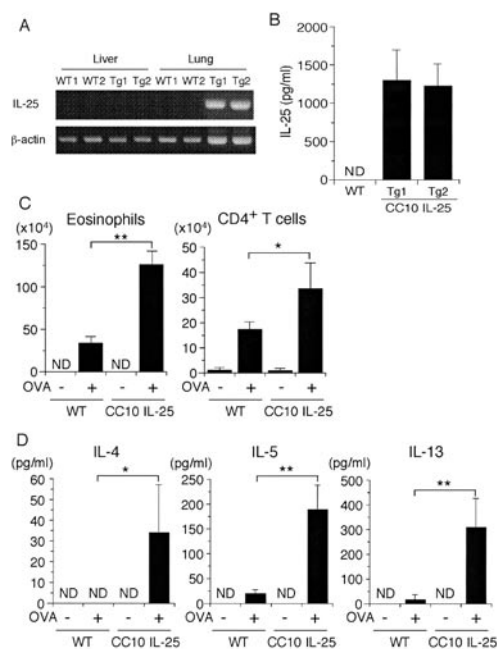 A
Liver Lung
WT1 WT2 Tg1 Tg2 WT1 WT2 Tg1 Tg2
IL-25
β-actin
B
IL-25 (pg/ml)
1500
1250
1000
750
500
250
0
ND
WT Tg1 Tg2
CC10 IL-25
C
Eosinophils
(x10⁴)
150
100
50
0
**
ND ND
OVA - + - +
WT CC10 IL-25
CD4⁺ T cells
(x10⁴)
50
40
30
20
10
0
*
OVA - + - +
WT CC10 IL-25
D
IL-4
(pg/ml)
60
50
40
30
20
10
0
*
ND ND ND
OVA - + - +
WT CC10 IL-25
IL-5
(pg/ml)
250
200
150
100
50
0
**
ND ND
OVA - + - +
WT CC10 IL-25
IL-13
(pg/ml)
500
400
300
200
100
0
**
ND ND
OVA - + - +
WT CC10 IL-25